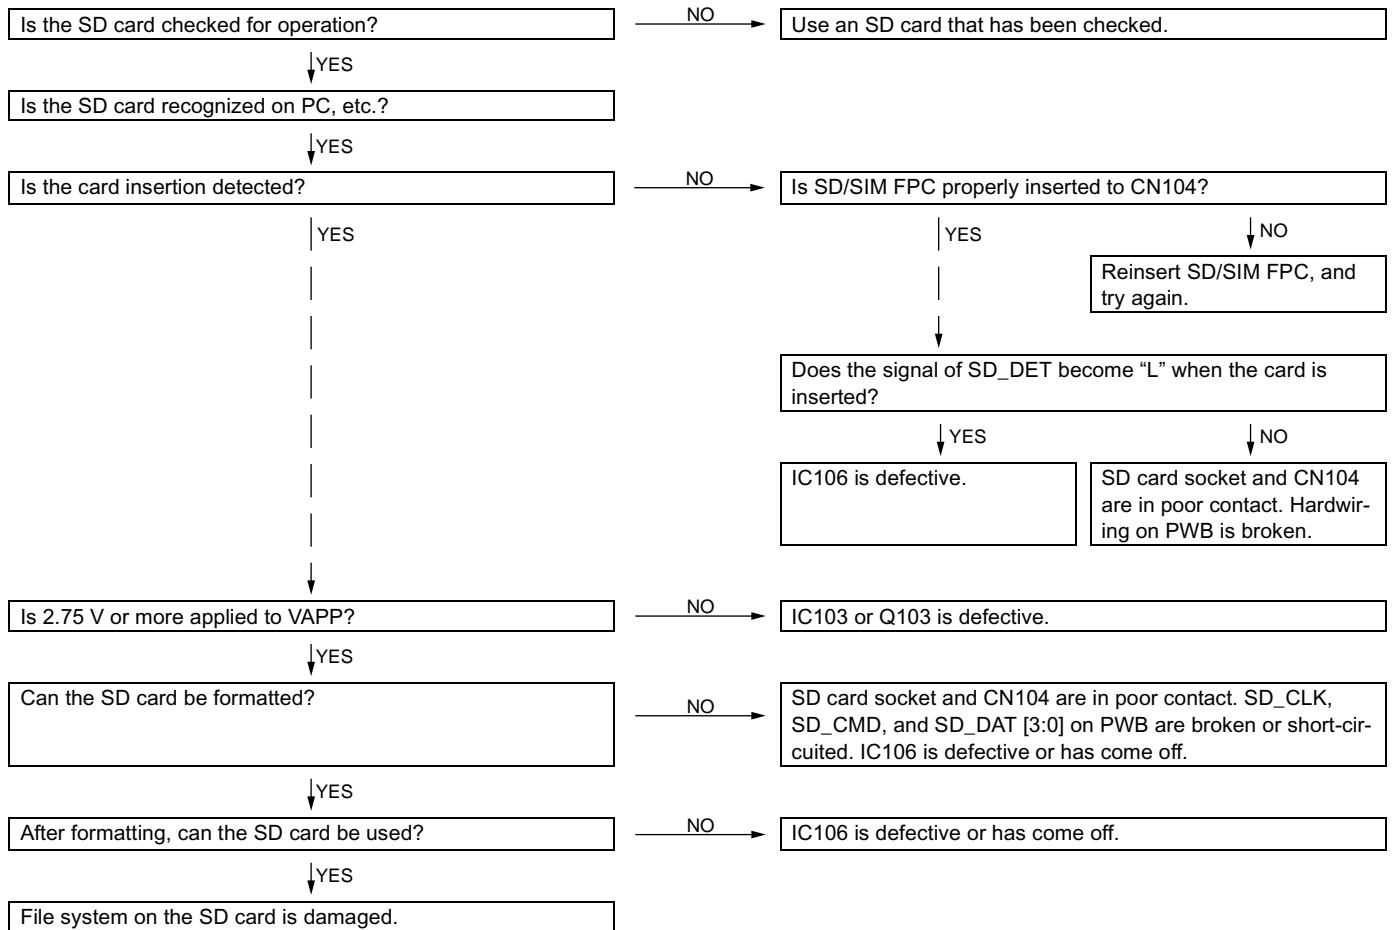 Is the SD card checked for operation?
NO
Use an SD card that has been checked.
YES
Is the SD card recognized on PC, etc.?
YES
Is the card insertion detected?
NO
Is SD/SIM FPC properly inserted to CN104?
YES
YES
NO
Reinsert SD/SIM FPC, and
try again.
Does the signal of SD_DET become “L” when the card is
inserted?
YES
NO
IC106 is defective.
SD card socket and CN104
are in poor contact. Hardwir-
ing on PWB is broken.
Is 2.75 V or more applied to VAPP?
NO
IC103 or Q103 is defective.
YES
Can the SD card be formatted?
NO
SD card socket and CN104 are in poor contact. SD_CLK,
SD_CMD, and SD_DAT [3:0] on PWB are broken or short-cir-
cuited. IC106 is defective or has come off.
YES
After formatting, can the SD card be used?
NO
IC106 is defective or has come off.
YES
File system on the SD card is damaged.